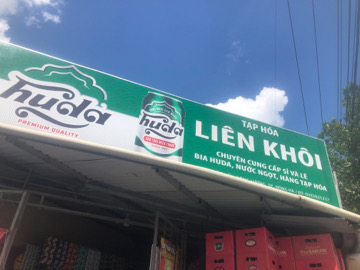 huda
PREMIUM QUALITY
huda
TẠP HÓA
LIÊN KHÔI
CHUYÊN CUNG CẤP SỈ VÀ LẺ
BIA HUDA, NƯỚC NGỌT, HÀNG TẠP HÓA